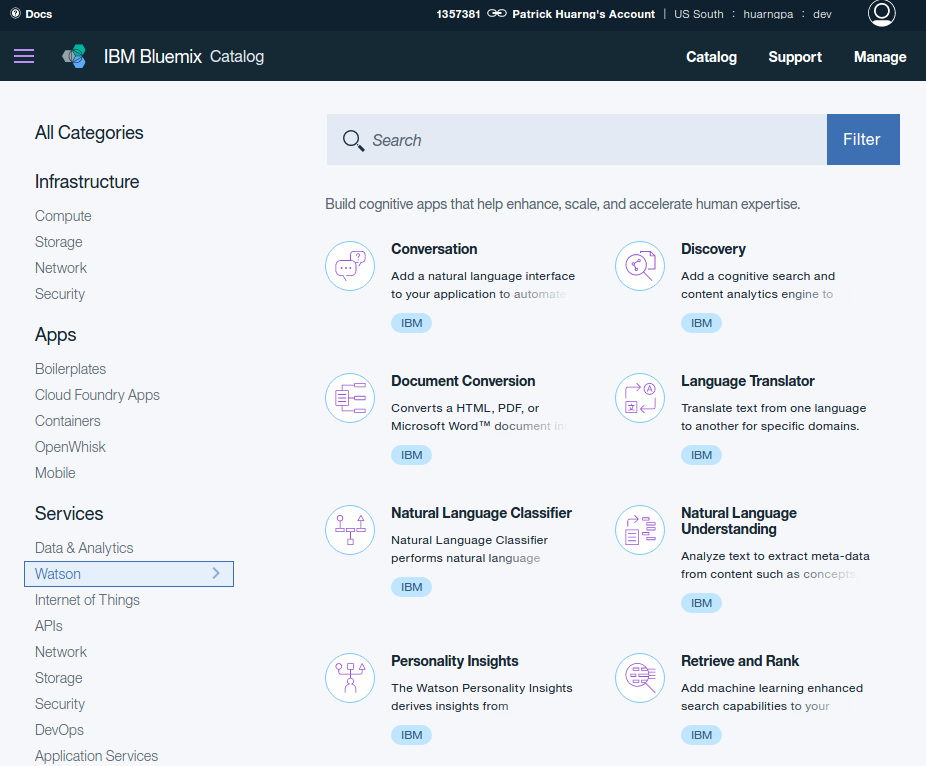 Docs
1357381 Patrick Huarng's Account | US South : huarngpa : dev
IBM Bluemix Catalog
Catalog Support Manage
All Categories
Infrastructure
Compute
Storage
Network
Security
Apps
Boilerplates
Cloud Foundry Apps
Containers
OpenWhisk
Mobile
Services
Data & Analytics
Watson
Internet of Things
APIs
Network
Storage
Security
DevOps
Application Services
Search
Filter
Build cognitive apps that help enhance, scale, and accelerate human expertise.
Conversation
Add a natural language interface
to your application to automate
IBM
Discovery
Add a cognitive search and
content analytics engine to
IBM
Document Conversion
Converts a HTML, PDF, or
Microsoft Word™ document in
IBM
Language Translator
Translate text from one language
to another for specific domains.
IBM
Natural Language Classifier
Natural Language Classifier
performs natural language
IBM
Natural Language
Understanding
Analyze text to extract meta-data
from content such as concepts
IBM
Personality Insights
The Watson Personality Insights
derives insights from
IBM
Retrieve and Rank
Add machine learning enhanced
search capabilities to your
IBM